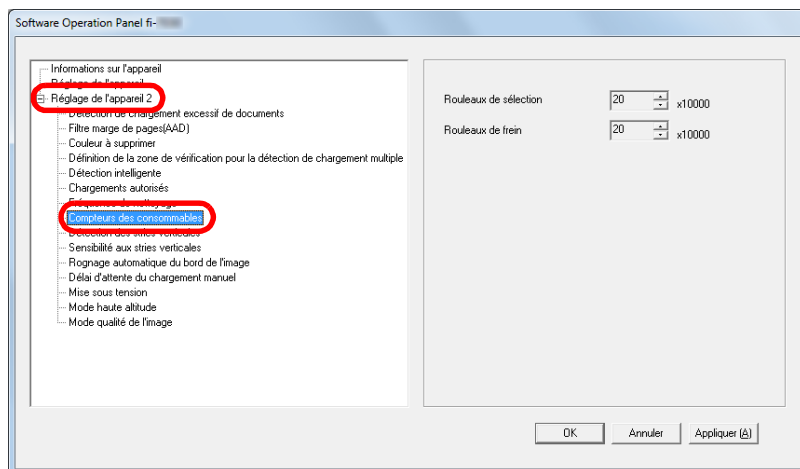 Software Operation Panel fi-
Informations sur l'appareil
Réglage de l'appareil
Réglage de l'appareil 2
Détection de chargement excessif de documents
Filtre marge de pages(AAD)
Couleur à supprimer
Définition de la zone de vérification pour la détection de chargement multiple
Détection intelligente
Chargements autorisés
Fréquence de nettoyage
Compteurs des consommables
Détection des stries verticales
Sensibilité aux stries verticales
Rognage automatique du bord de l'image
Délai d'attente du chargement manuel
Mise sous tension
Mode haute altitude
Mode qualité de l'image
Rouleaux de sélection 20 x10000
Rouleaux de frein 20 x10000
OK Annuler Appliquer (A)